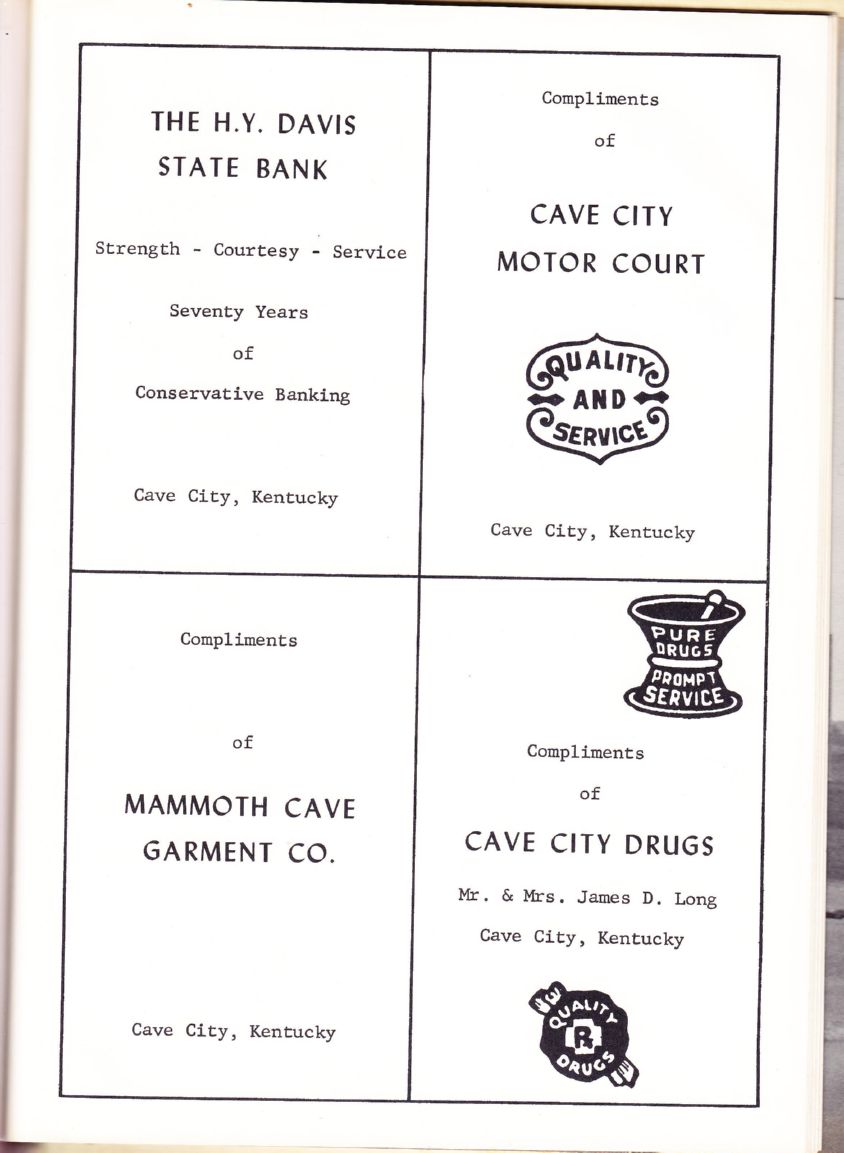 THE H.Y. DAVIS
STATE BANK
Strength - Courtesy - Service
Seventy Years
of
Conservative Banking
Cave City, Kentucky
Compliments
of
CAVE CITY
MOTOR COURT
QUALITY
AND
SERVICE
Cave City, Kentucky
Compliments
of
MAMMOTH CAVE
GARMENT CO.
Cave City, Kentucky
PURE
DRUGS
PROMPT
SERVICE
Compliments
of
CAVE CITY DRUGS
Mr. & Mrs. James D. Long
Cave City, Kentucky
QUALITY
℞
DRUGS